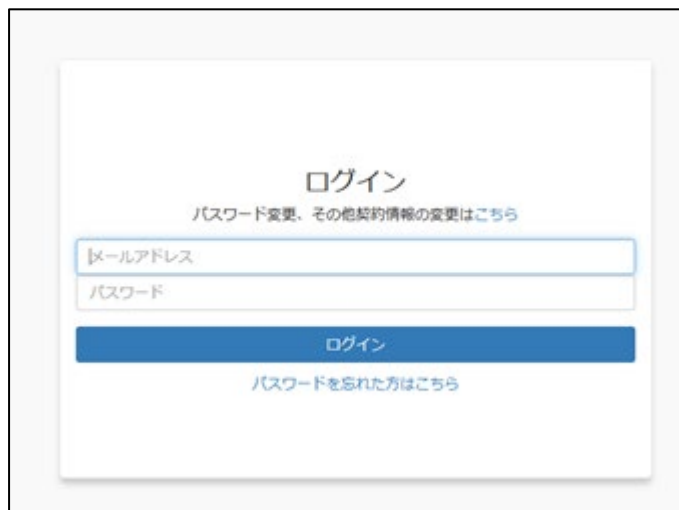 ログイン
パスワード変更、その他契約情報の変更はこちら
メールアドレス
パスワード
ログイン
パスワードを忘れた方はこちら